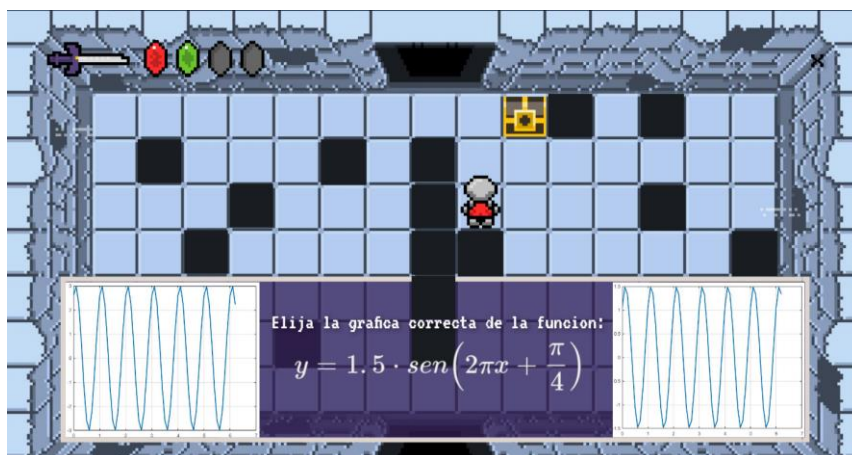 Elija la grafica correcta de la funcion:
y = 1.5 · sen(2πx + π/4)